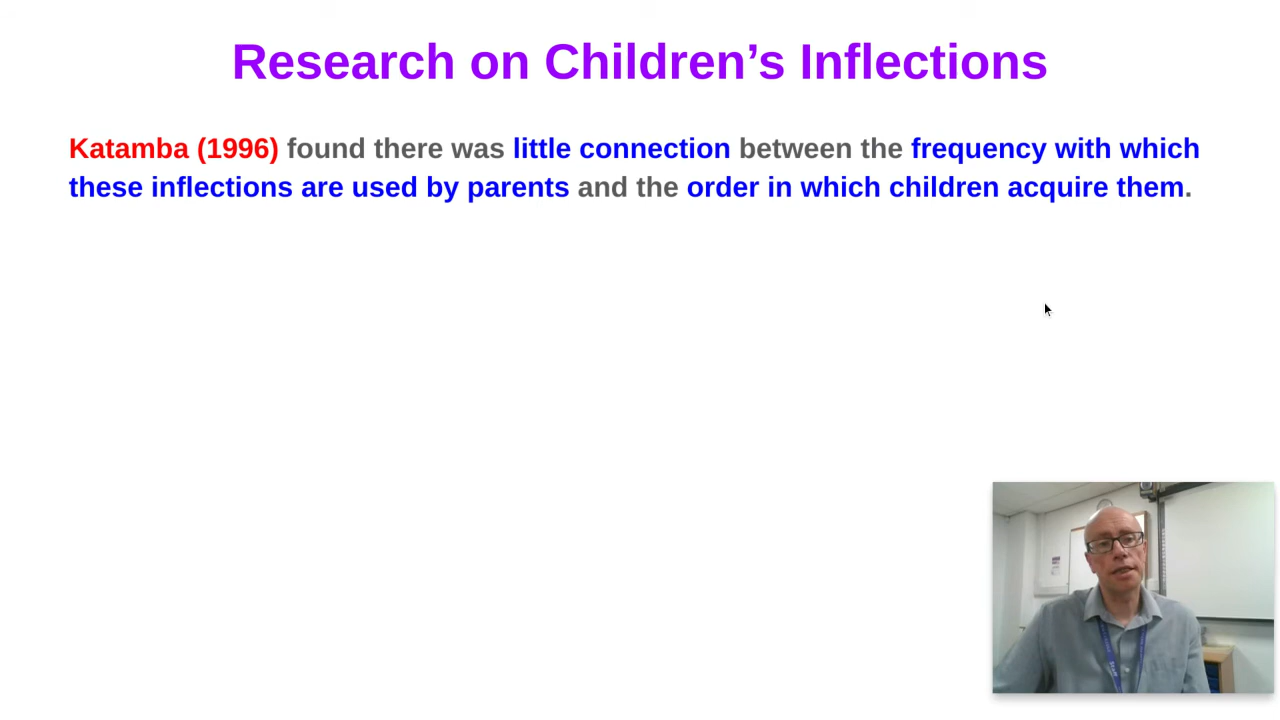 Research on Children’s Inflections
Katamba (1996) found there was little connection between the frequency with which
these inflections are used by parents and the order in which children acquire them.